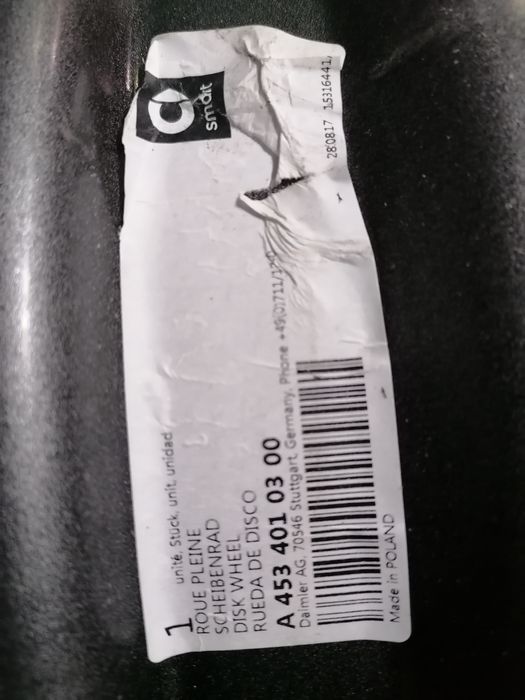 smart
280817 15316441
1 unité, Stück, unit, unidad
ROUE PLEINE
SCHEIBENRAD
DISK WHEEL
RUEDA DE DISCO
A 453 401 03 00
Daimler AG, 70546 Stuttgart, Germany, Phone +49(0)711/17-0
Made in POLAND